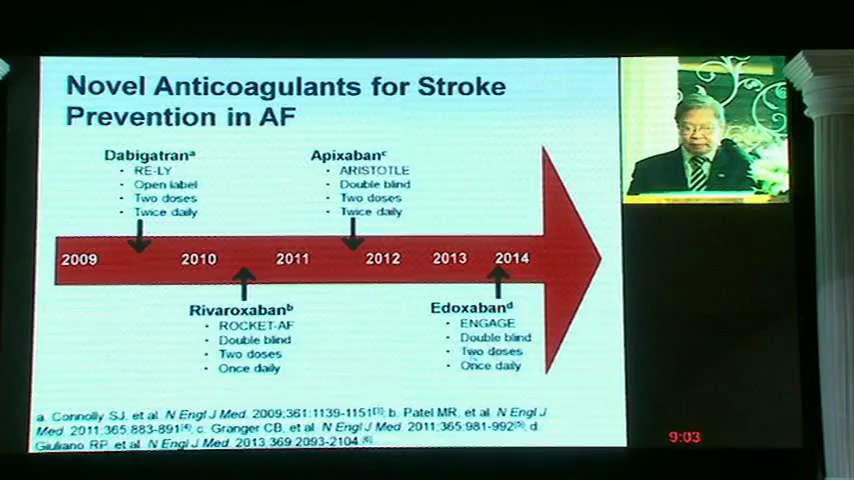 Novel Anticoagulants for Stroke
Prevention in AF
Dabigatranᵃ
• RE-LY
• Open label
• Two doses
• Twice daily
Apixabanᶜ
• ARISTOTLE
• Double blind
• Two doses
• Twice daily
2009 2010 2011 2012 2013 2014
Rivaroxabanᵇ
• ROCKET-AF
• Double blind
• Two doses
• Once daily
Edoxabanᵈ
• ENGAGE
• Double blind
• Two doses
• Once daily
a. Connolly SJ, et al. N Engl J Med. 2009;361:1139-1151[3]; b. Patel MR, et al. N Engl J
Med. 2011;365:883-891[4]; c. Granger CB, et al. N Engl J Med. 2011;365:981-992[5]; d.
Giuliano RP, et al. N Engl J Med. 2013;369:2093-2104.[6]
9:03